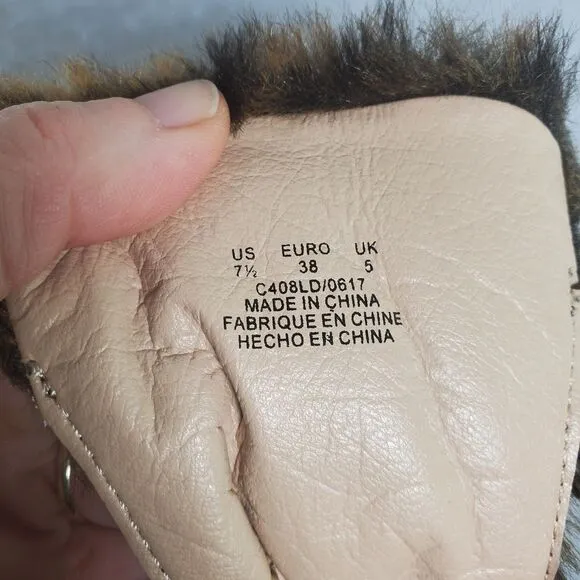 US EURO UK
7½ 38 5
C408LD/0617
MADE IN CHINA
FABRIQUE EN CHINE
HECHO EN CHINA